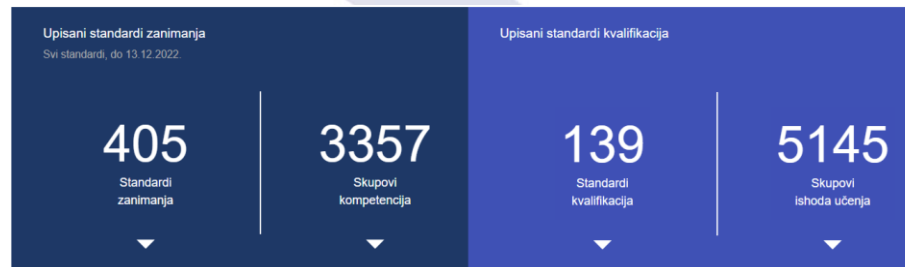 Upisani standardi zanimanja
Svi standardi, do 13.12.2022.
405
Standardi
zanimanja
3357
Skupovi
kompetencija
Upisani standardi kvalifikacija
139
Standardi
kvalifikacija
5145
Skupovi
ishoda učenja